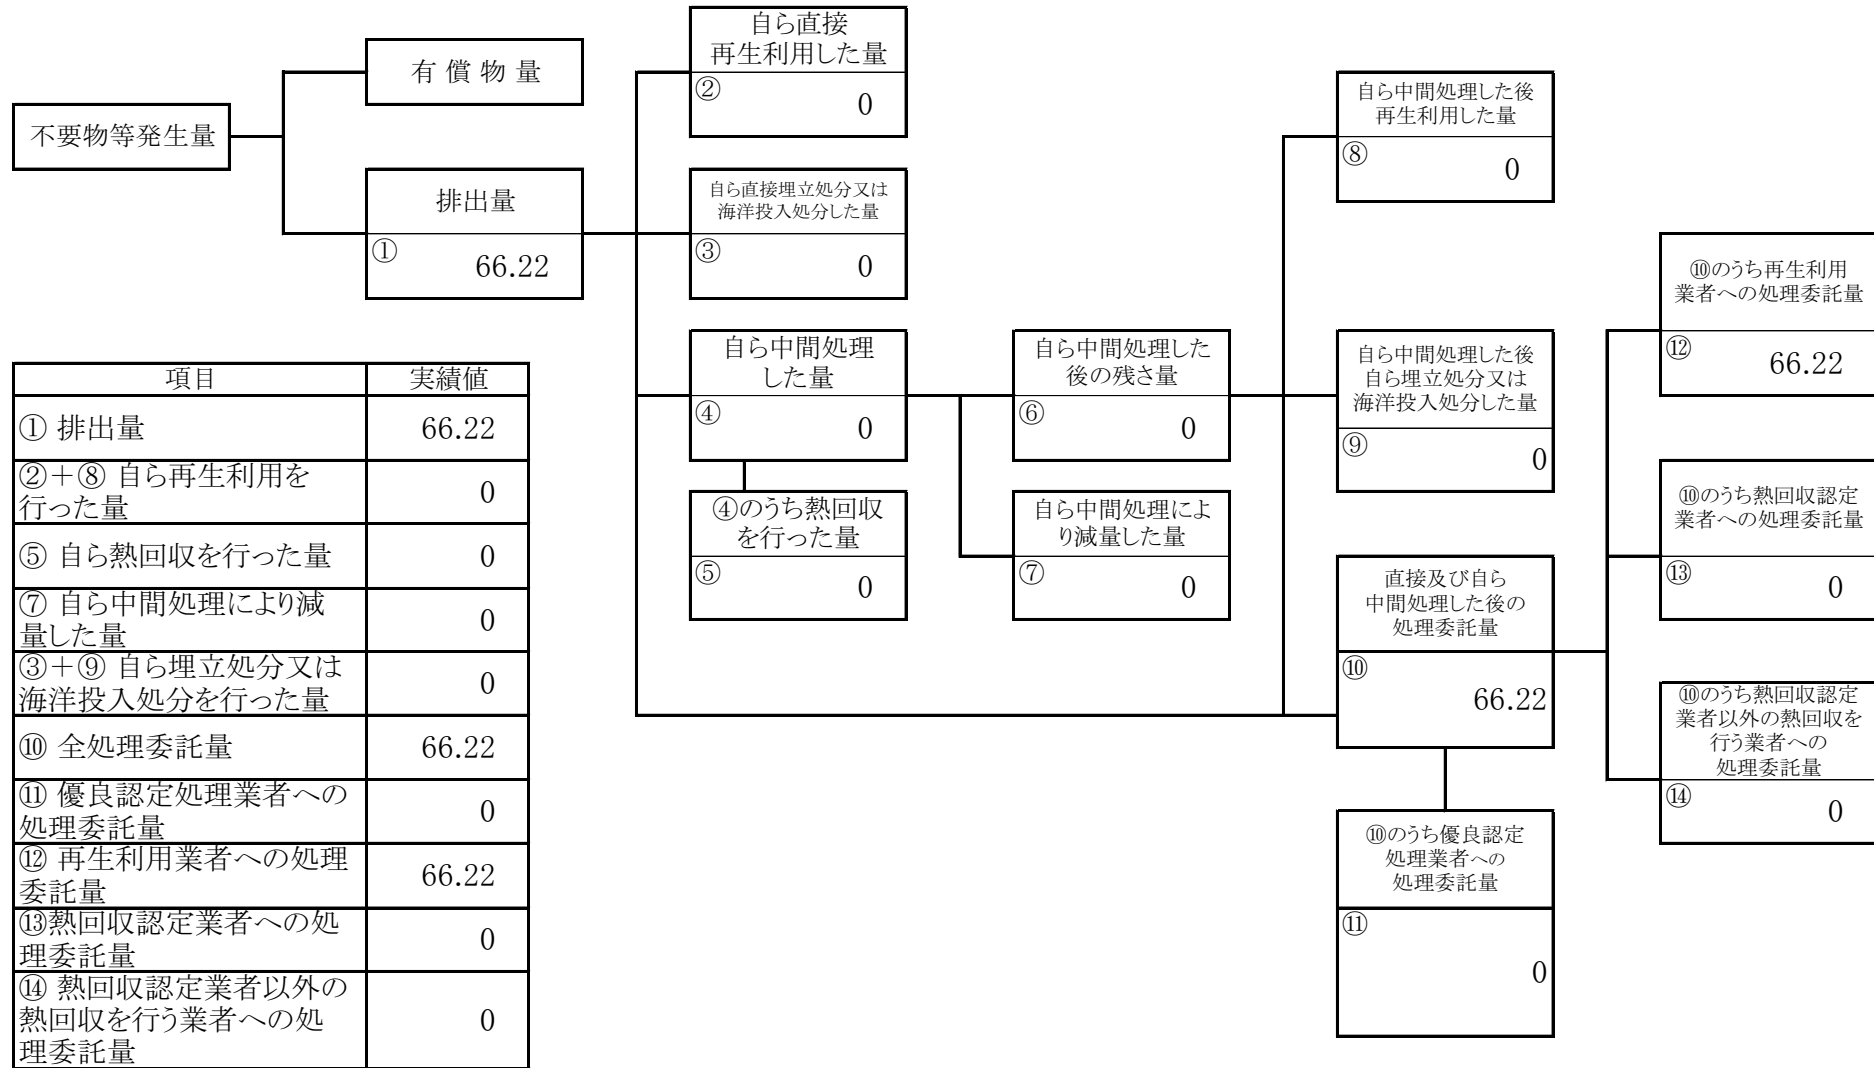 不要物等発生量
有 償 物 量
排出量
①
66.22
自ら直接
再生利用した量
②
0
自ら直接埋立処分又は
海洋投入処分した量
③
0
自ら中間処理
した量
④
0
④のうち熱回収
を行った量
⑤
0
自ら中間処理した
後の残さ量
⑥
0
自ら中間処理によ
り減量した量
⑦
0
自ら中間処理した後
再生利用した量
⑧
0
自ら中間処理した後
自ら埋立処分又は
海洋投入処分した量
⑨
0
直接及び自ら
中間処理した後の
処理委託量
⑩
66.22
⑩のうち優良認定
処理業者への
処理委託量
⑪
0
⑩のうち再生利用
業者への処理委託量
⑫
66.22
⑩のうち熱回収認定
業者への処理委託量
⑬
0
⑩のうち熱回収認定
業者以外の熱回収を
行う業者への
処理委託量
⑭
0
項目 実績値
① 排出量 66.22
②＋⑧ 自ら再生利用を
行った量 0
⑤ 自ら熱回収を行った量 0
⑦ 自ら中間処理により減
量した量 0
③＋⑨ 自ら埋立処分又は
海洋投入処分を行った量 0
⑩ 全処理委託量 66.22
⑪ 優良認定処理業者への
処理委託量 0
⑫ 再生利用業者への処理
委託量 66.22
⑬熱回収認定業者への処
理委託量 0
⑭ 熱回収認定業者以外の
熱回収を行う業者への処
理委託量 0